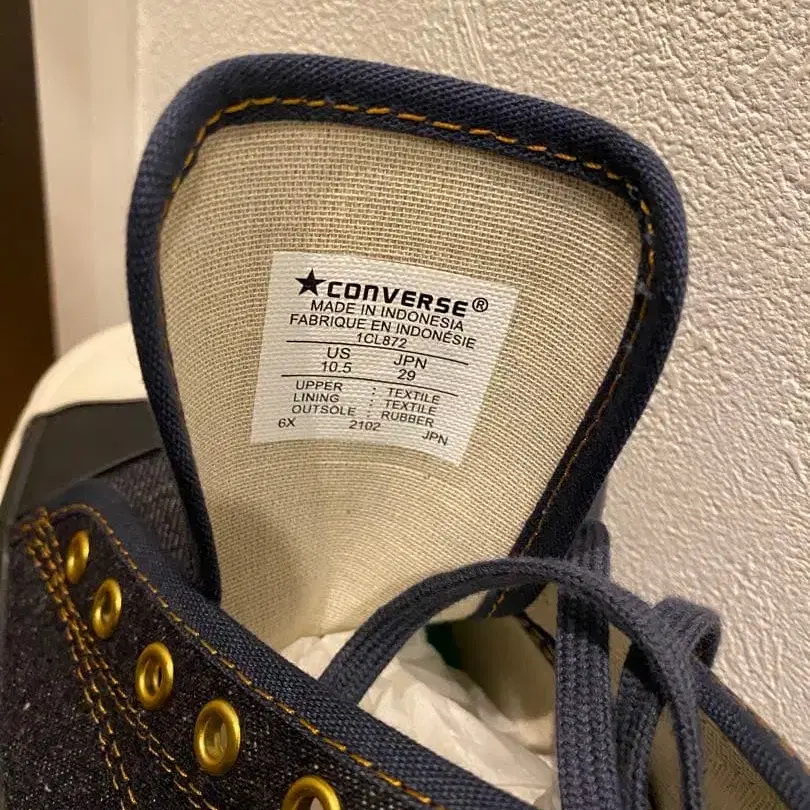 ★CONVERSE®
MADE IN INDONESIA
FABRIQUE EN INDONÉSIE
1CL872
US JPN
10.5 29
UPPER : TEXTILE
LINING : TEXTILE
OUTSOLE : RUBBER
6X 2102 JPN